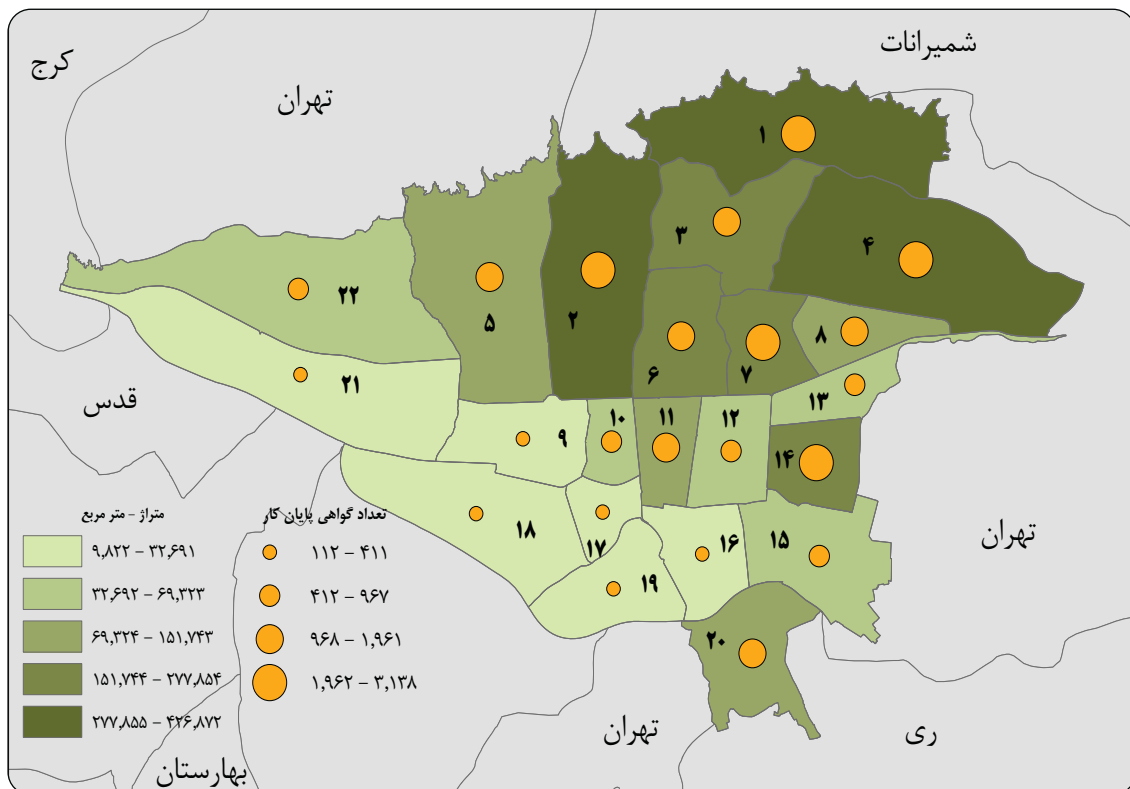 شمیرانات
کرج
تهران
۱
۳
۴
۲۲
۵
۲
۸
۶
۷
۲۱
قدس
۱۳
۹
۱۰
۱۱
۱۲
۱۴
۱۸
۱۷
۱۶
۱۵
تهران
۱۹
۲۰
متراژ - متر مربع
۹,۸۲۲ - ۳۲,۶۹۱
۳۲,۶۹۲ - ۶۹,۳۲۳
۶۹,۳۲۴ - ۱۵۱,۷۴۳
۱۵۱,۷۴۴ - ۲۷۷,۸۵۴
۲۷۷,۸۵۵ - ۴۲۶,۸۷۲
تعداد گواهی پایان کار
۱۱۲ - ۴۱۱
۴۱۲ - ۹۶۷
۹۶۸ - ۱,۹۶۱
۱,۹۶۲ - ۳,۱۳۸
تهران
ری
بهارستان